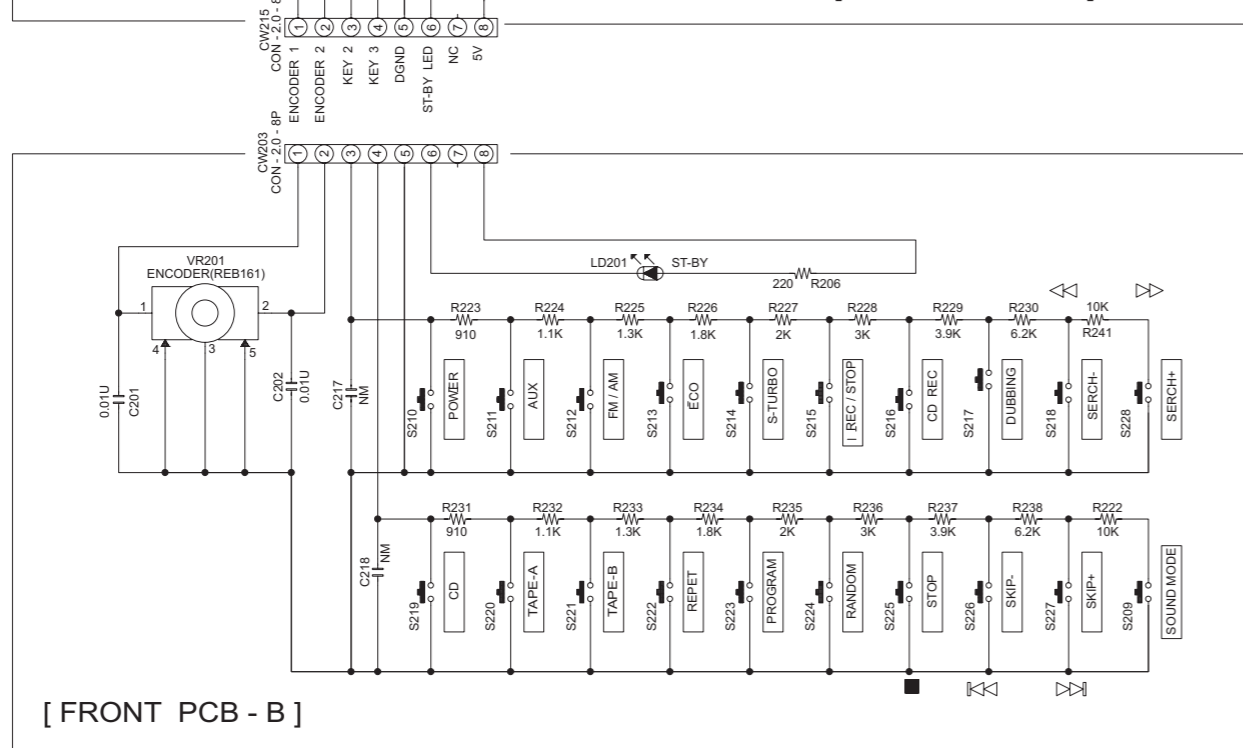 CW215
CON - 2.0 - 8
1 2 3 4 5 6 7 8
ENCODER 1
ENCODER 2
KEY 2
KEY 3
DGND
ST-BY LED
NC
5V
CW203
CON - 2.0 - 8P
1 2 3 4 5 6 7 8
LD201 ST-BY
220 R206
VR201
ENCODER(REB161)
1 2
4 3 5
0.01U
C201
C202
0.01U
C217
NM
R223 R224 R225 R226 R227 R228 R229 R230 10K
910 1.1K 1.3K 1.8K 2K 3K 3.9K 6.2K R241
S210 POWER
S211 AUX
S212 FM / AM
S213 ECO
S214 S-TURBO
S215 I REC / STOP
S216 CD REC
S217 DUBBING
S218 SERCH-
S228 SERCH+
C218
NM
R231 R232 R233 R234 R235 R236 R237 R238 R222
910 1.1K 1.3K 1.8K 2K 3K 3.9K 6.2K 10K
S219 CD
S220 TAPE-A
S221 TAPE-B
S222 REPET
S223 PROGRAM
S224 RANDOM
S225 STOP
S226 SKIP-
S227 SKIP+
S209 SOUND MODE
[ FRONT PCB - B ]